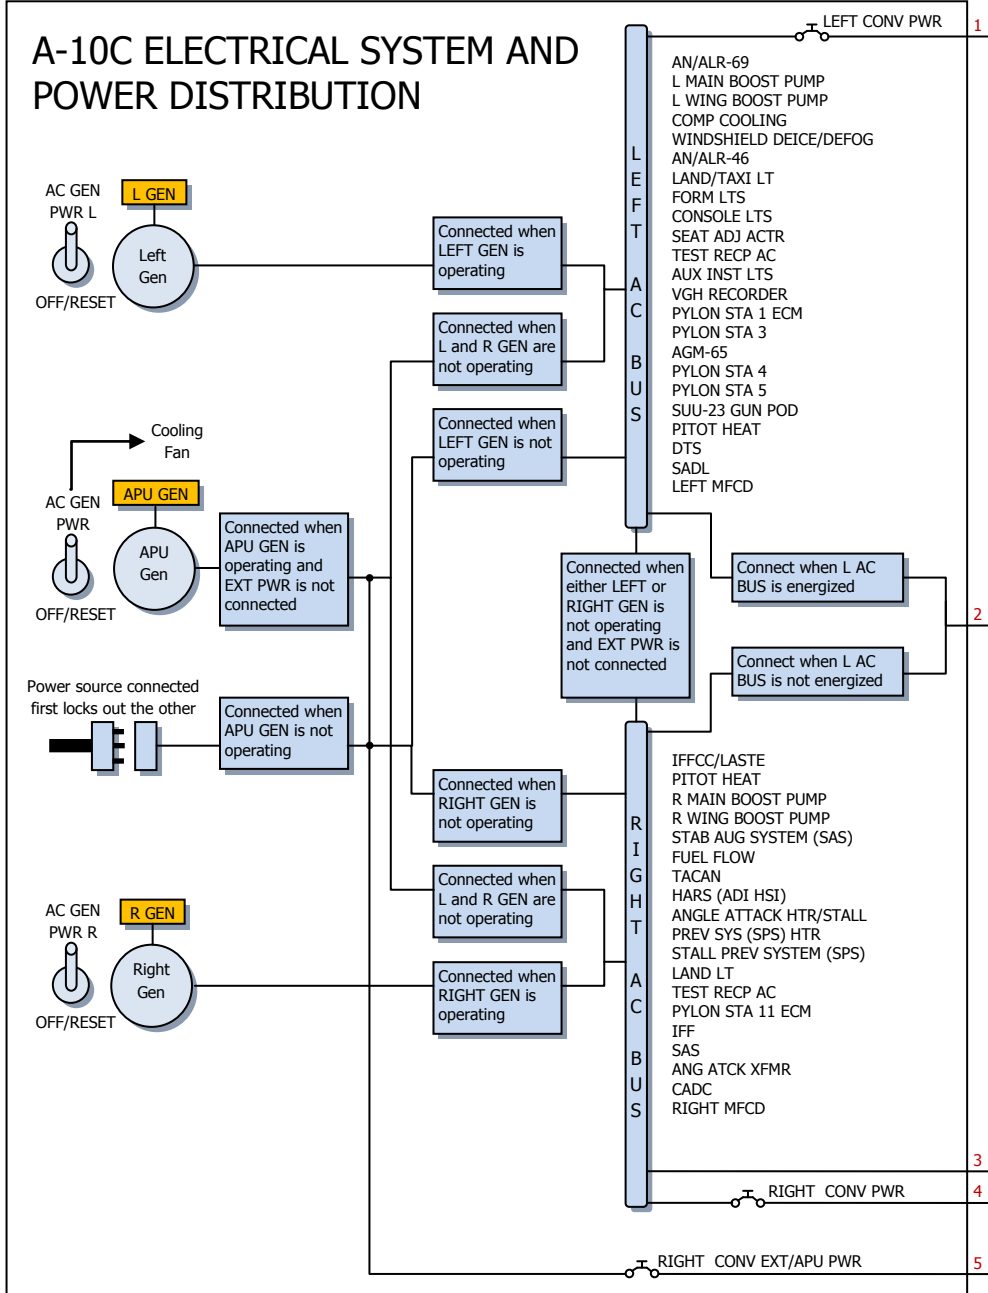 A-10C ELECTRICAL SYSTEM AND
POWER DISTRIBUTION
LEFT CONV PWR
1
AN/ALR-69
L MAIN BOOST PUMP
L WING BOOST PUMP
COMP COOLING
WINDSHIELD DEICE/DEFOG
AN/ALR-46
LAND/TAXI LT
FORM LTS
CONSOLE LTS
SEAT ADJ ACTR
TEST RECP AC
AUX INST LTS
VGH RECORDER
PYLON STA 1 ECM
PYLON STA 3
AGM-65
PYLON STA 4
PYLON STA 5
SUU-23 GUN POD
PITOT HEAT
DTS
SADL
LEFT MFCD
LEFT AC BUS
AC GEN
PWR L
OFF/RESET
L GEN
Left
Gen
Connected when
LEFT GEN is
operating
Connected when
L and R GEN are
not operating
Connected when
LEFT GEN is not
operating
Cooling
Fan
AC GEN
PWR
OFF/RESET
APU GEN
APU
Gen
Connected when
APU GEN is
operating and
EXT PWR is not
connected
Connected when
either LEFT or
RIGHT GEN is
not operating
and EXT PWR is
not connected
Connect when L AC
BUS is energized
2
Connect when L AC
BUS is not energized
Power source connected
first locks out the other
Connected when
APU GEN is not
operating
Connected when
RIGHT GEN is
not operating
Connected when
L and R GEN are
not operating
Connected when
RIGHT GEN is
operating
AC GEN
PWR R
OFF/RESET
R GEN
Right
Gen
RIGHT AC BUS
IFFCC/LASTE
PITOT HEAT
R MAIN BOOST PUMP
R WING BOOST PUMP
STAB AUG SYSTEM (SAS)
FUEL FLOW
TACAN
HARS (ADI HSI)
ANGLE ATTACK HTR/STALL
PREV SYS (SPS) HTR
STALL PREV SYSTEM (SPS)
LAND LT
TEST RECP AC
PYLON STA 11 ECM
IFF
SAS
ANG ATCK XFMR
CADC
RIGHT MFCD
3
RIGHT CONV PWR
4
RIGHT CONV EXT/APU PWR
5